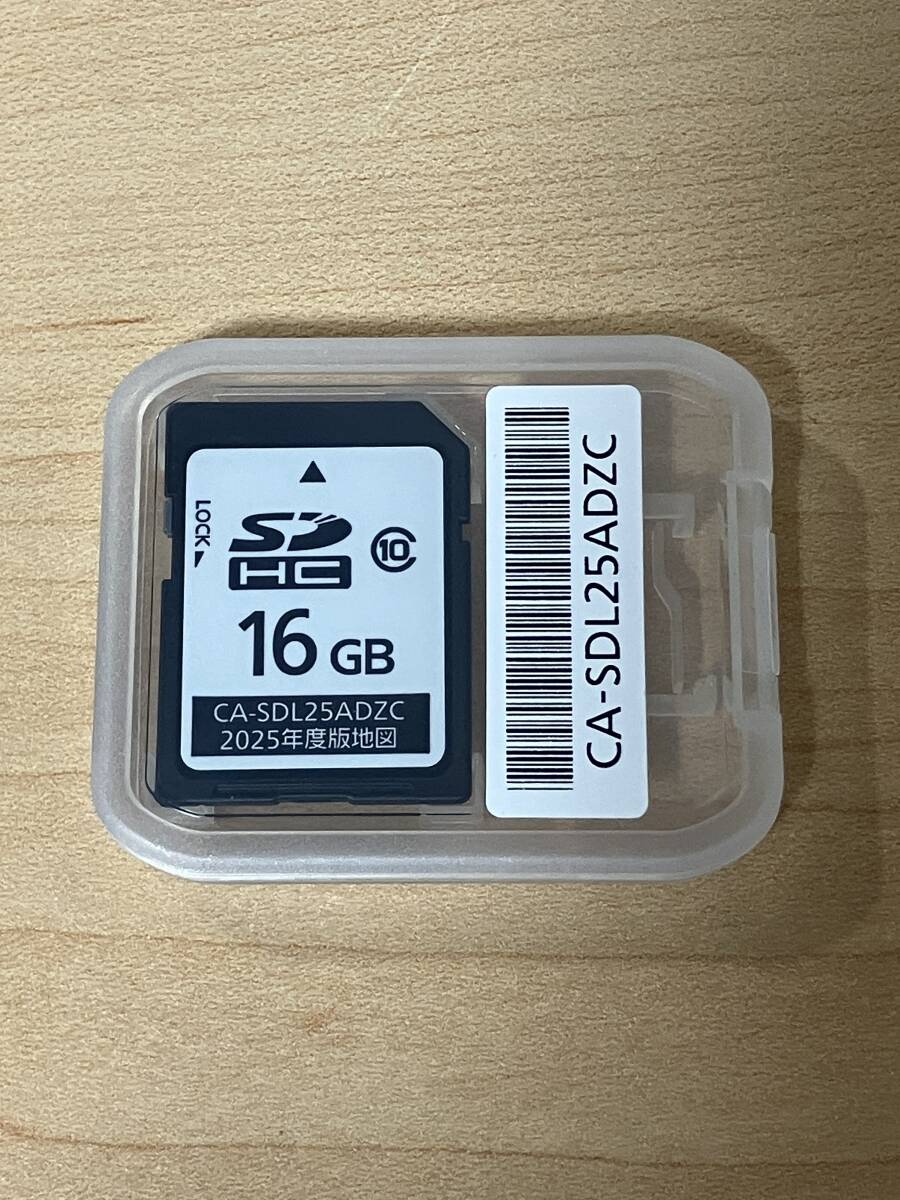 LOCK
SD
HC
10
16 GB
CA-SDL25ADZC
2025年度版地図
CA-SDL25ADZC